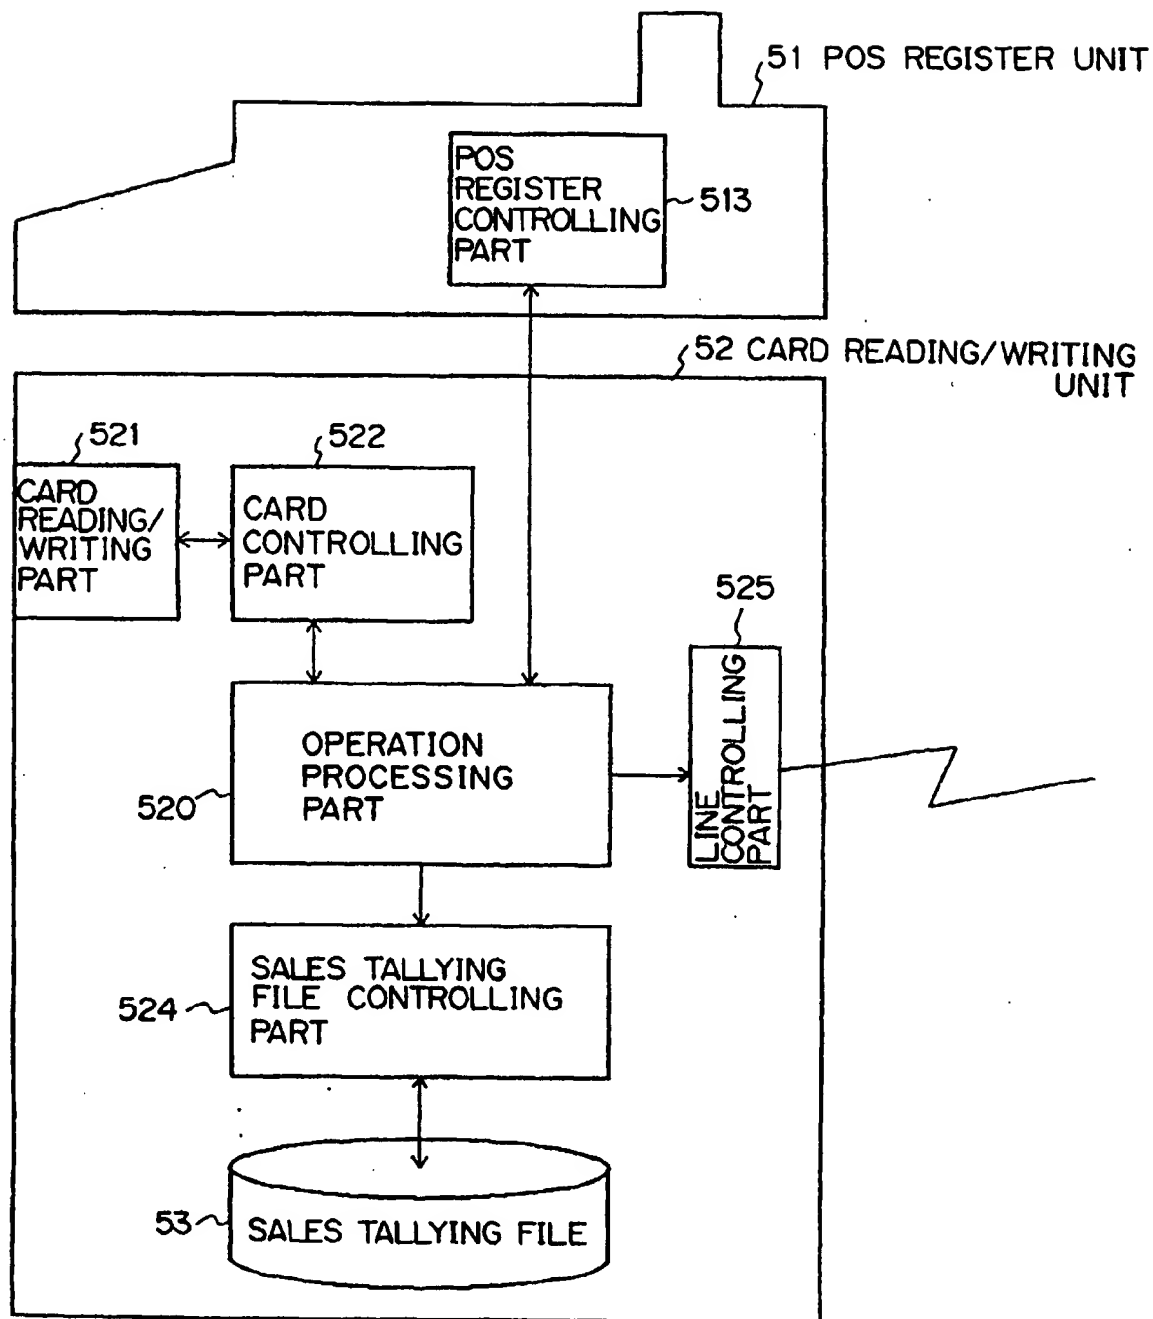 51 POS REGISTER UNIT
POS
REGISTER
CONTROLLING
PART
513
52 CARD READING/WRITING
UNIT
521
522
CARD
READING/
WRITING
PART
CARD
CONTROLLING
PART
525
LINE
CONTROLLING
PART
OPERATION
PROCESSING
PART
520
SALES TALLYING
FILE CONTROLLING
PART
524
53
SALES TALLYING FILE